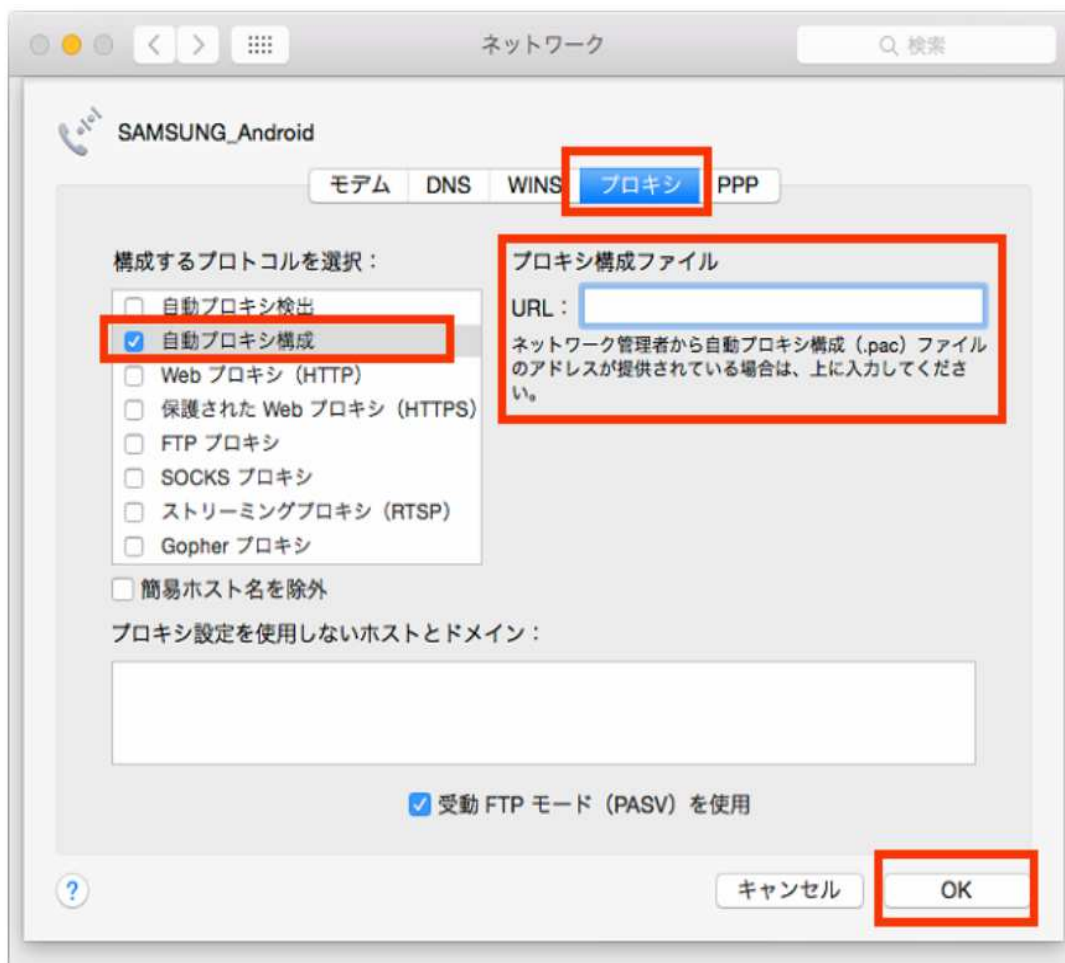 ネットワーク
検索
SAMSUNG_Android
モデム DNS WINS プロキシ PPP
構成するプロトコルを選択：
自動プロキシ検出
自動プロキシ構成
Web プロキシ（HTTP）
保護された Web プロキシ（HTTPS）
FTP プロキシ
SOCKS プロキシ
ストリーミングプロキシ（RTSP）
Gopher プロキシ
プロキシ構成ファイル
URL：
ネットワーク管理者から自動プロキシ構成（.pac）ファイル
のアドレスが提供されている場合は、上に入力してくださ
い。
簡易ホスト名を除外
プロキシ設定を使用しないホストとドメイン：
受動 FTP モード（PASV）を使用
?
キャンセル
OK